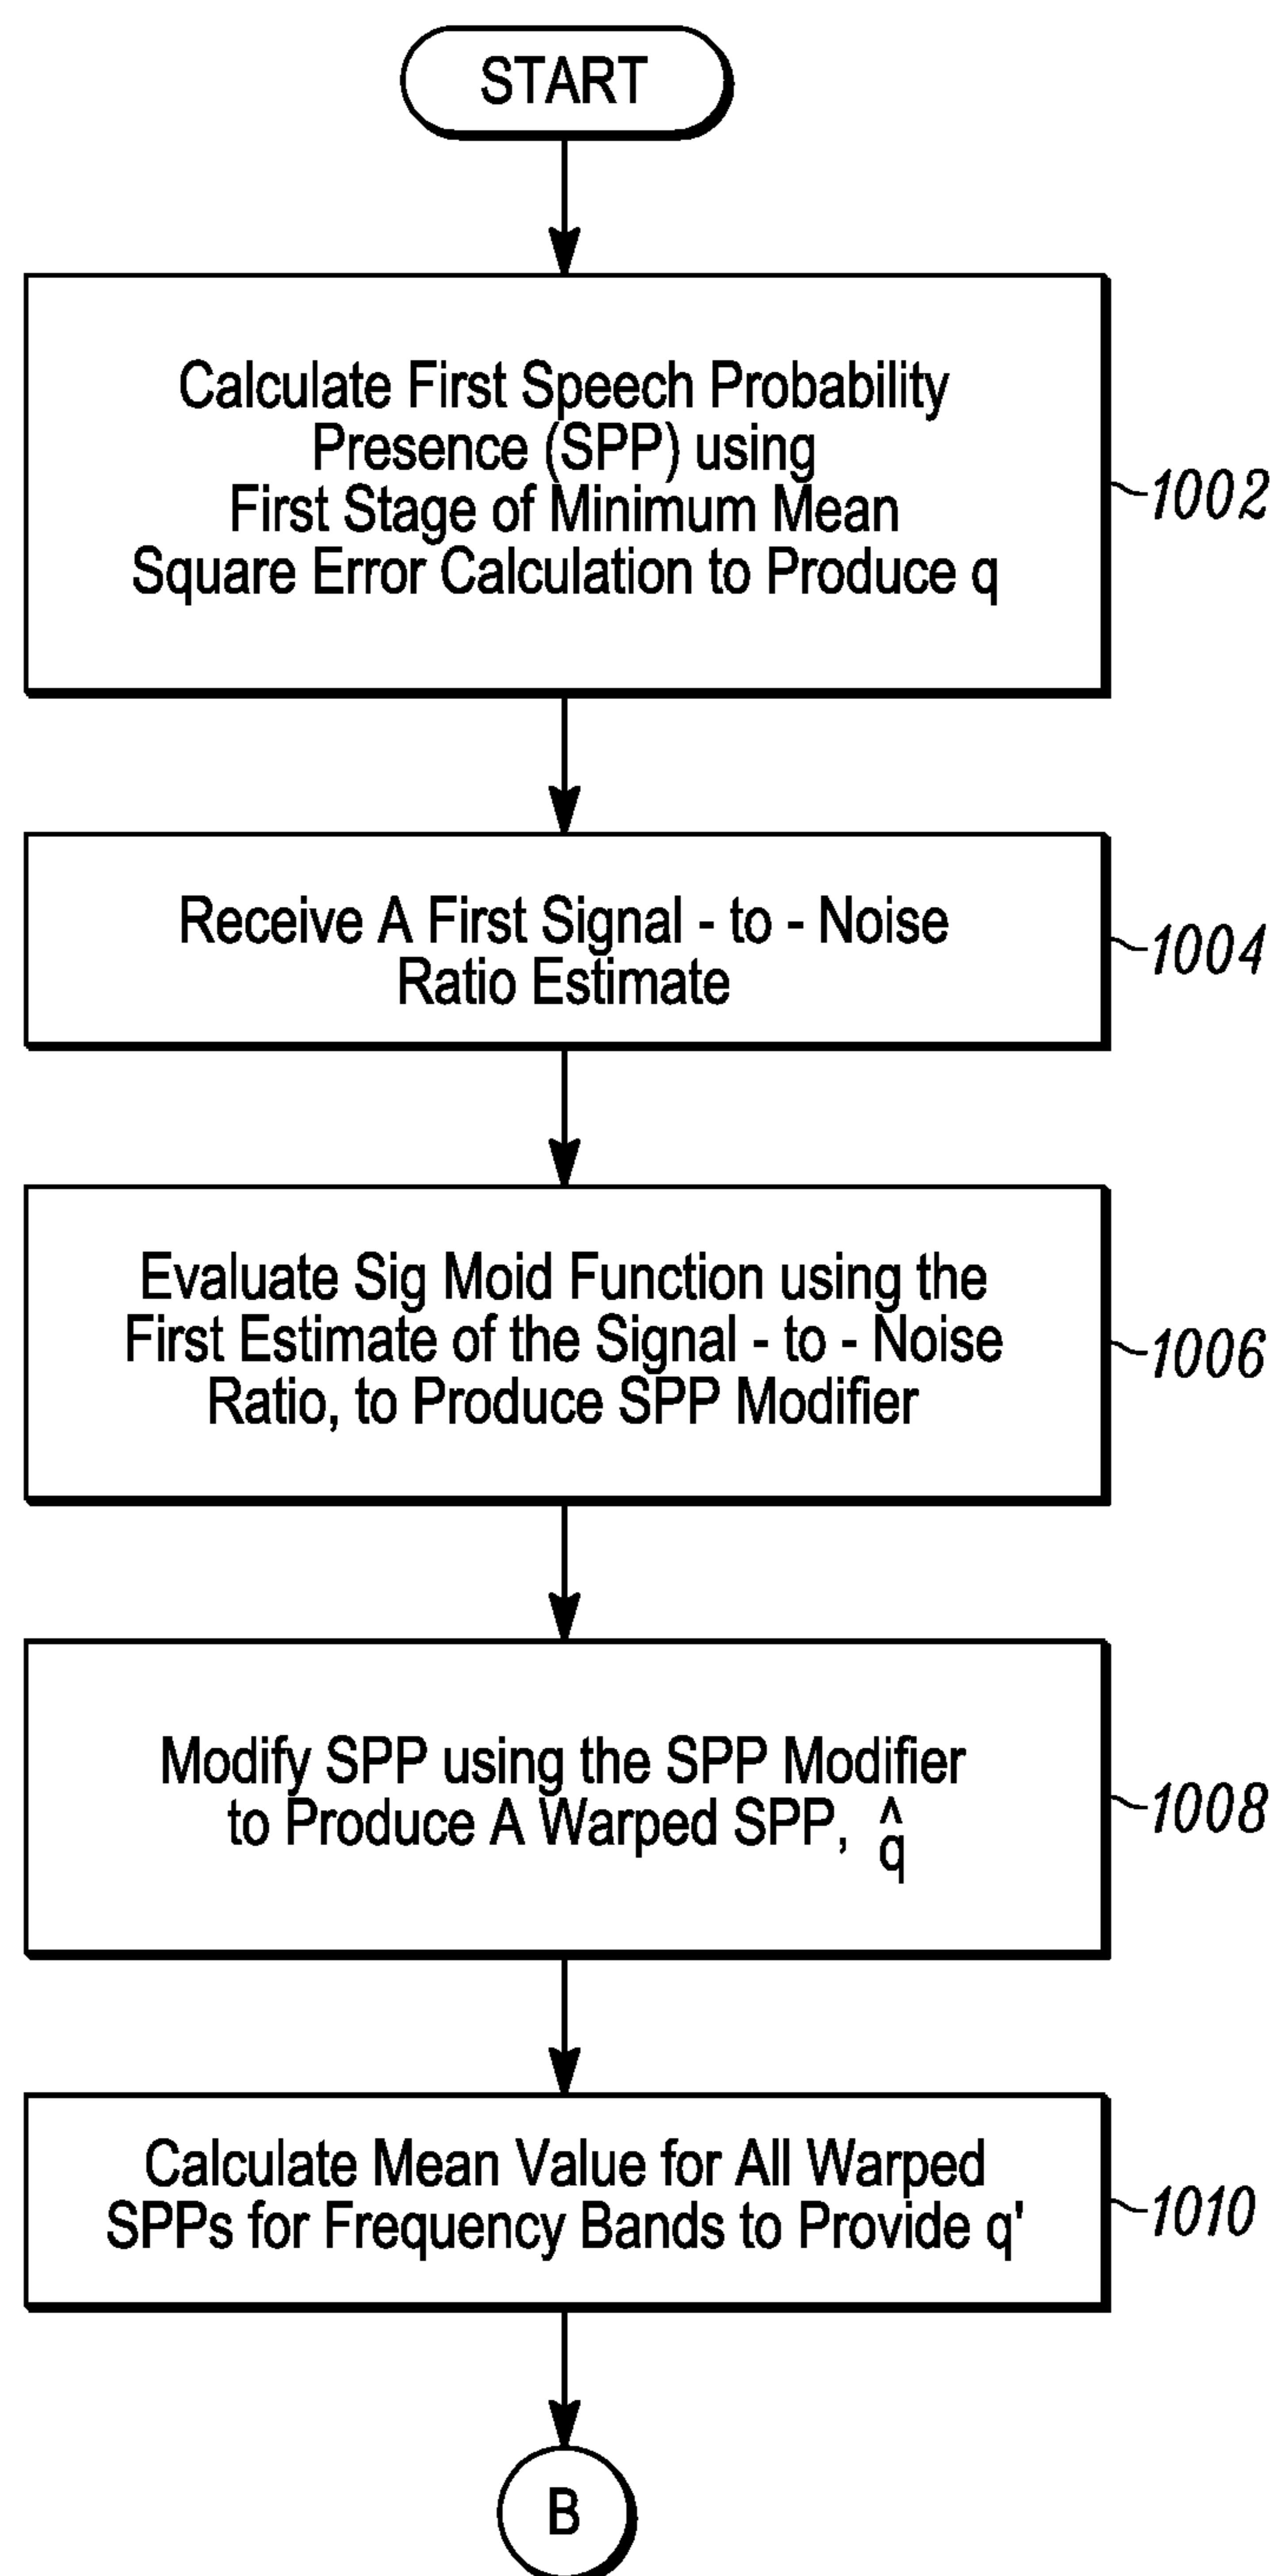 START
Calculate First Speech Probability
Presence (SPP) using
First Stage of Minimum Mean
Square Error Calculation to Produce q
1002
Receive A First Signal - to - Noise
Ratio Estimate
1004
Evaluate Sig Moid Function using the
First Estimate of the Signal - to - Noise
Ratio, to Produce SPP Modifier
1006
Modify SPP using the SPP Modifier
to Produce A Warped SPP, q̂
1008
Calculate Mean Value for All Warped
SPPs for Frequency Bands to Provide q'
1010
B